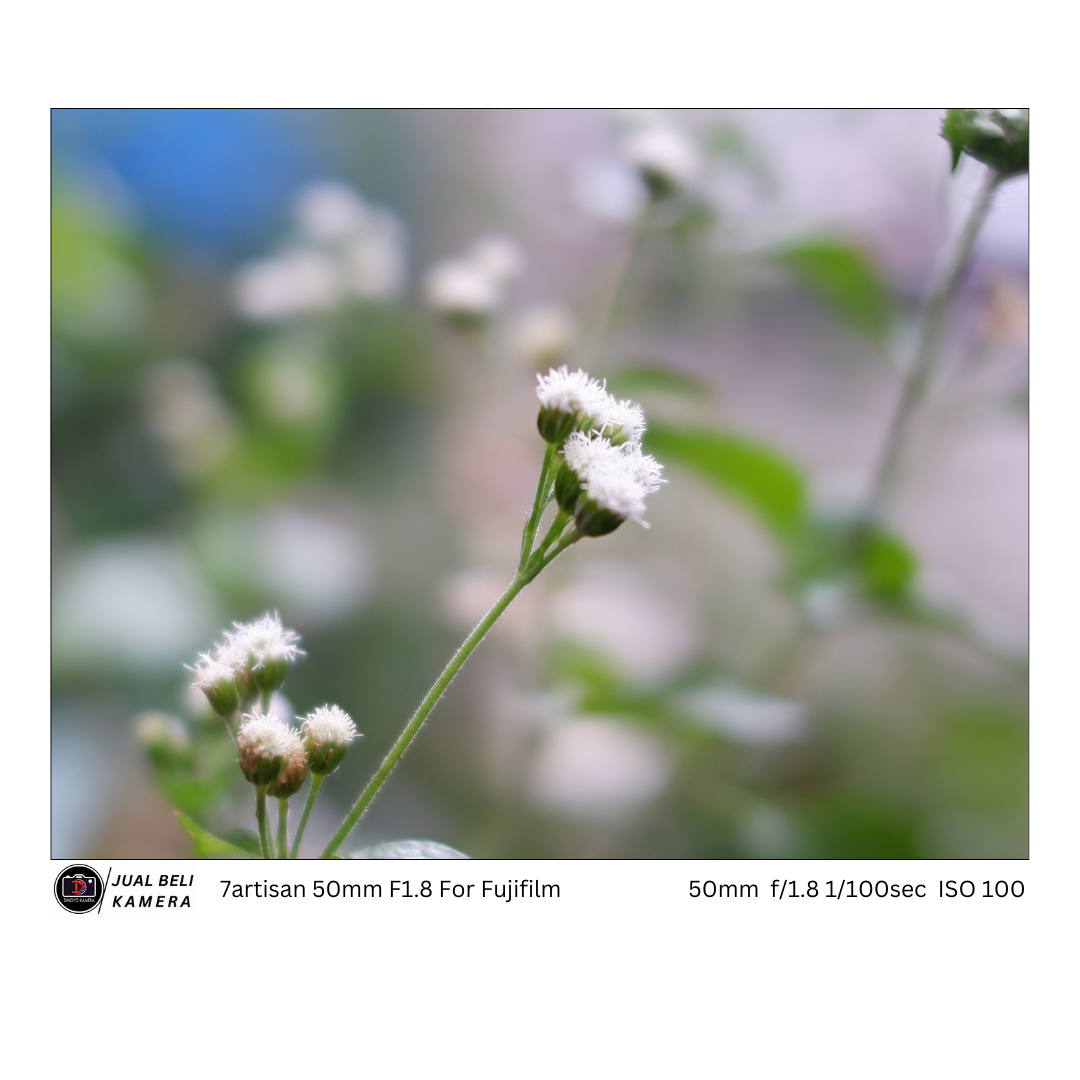 JUAL BELI
KAMERA
7artisan 50mm F1.8 For Fujifilm
50mm f/1.8 1/100sec ISO 100